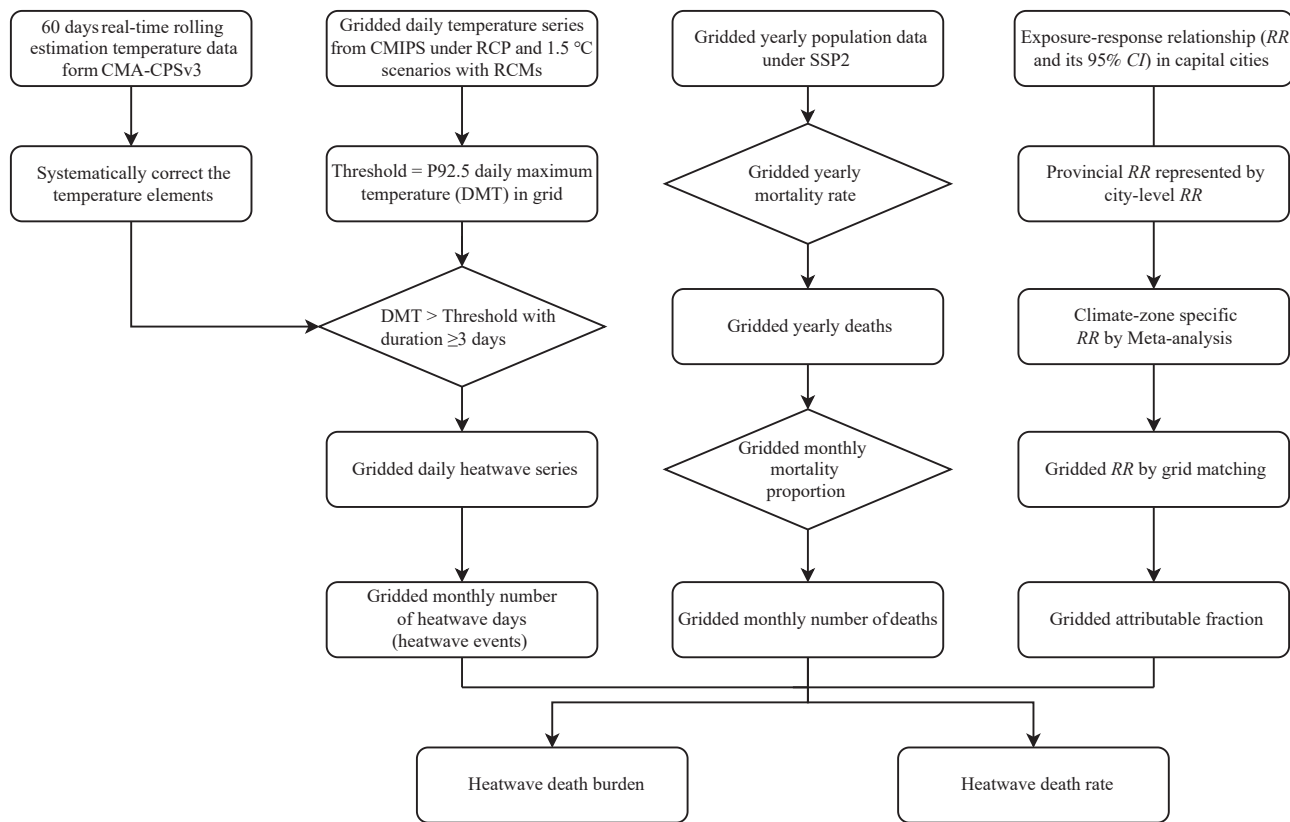 60 days real-time rolling
estimation temperature data
form CMA-CPSv3
Gridded daily temperature series
from CMIPS under RCP and 1.5 °C
scenarios with RCMs
Gridded yearly population data
under SSP2
Exposure-response relationship (RR
and its 95% CI) in capital cities
Systematically correct the
temperature elements
Threshold = P92.5 daily maximum
temperature (DMT) in grid
Gridded yearly
mortality rate
Provincial RR represented by
city-level RR
DMT > Threshold with
duration ≥3 days
Gridded yearly deaths
Climate-zone specific
RR by Meta-analysis
Gridded daily heatwave series
Gridded monthly
mortality
proportion
Gridded RR by grid matching
Gridded monthly number
of heatwave days
(heatwave events)
Gridded monthly number of deaths
Gridded attributable fraction
Heatwave death burden
Heatwave death rate